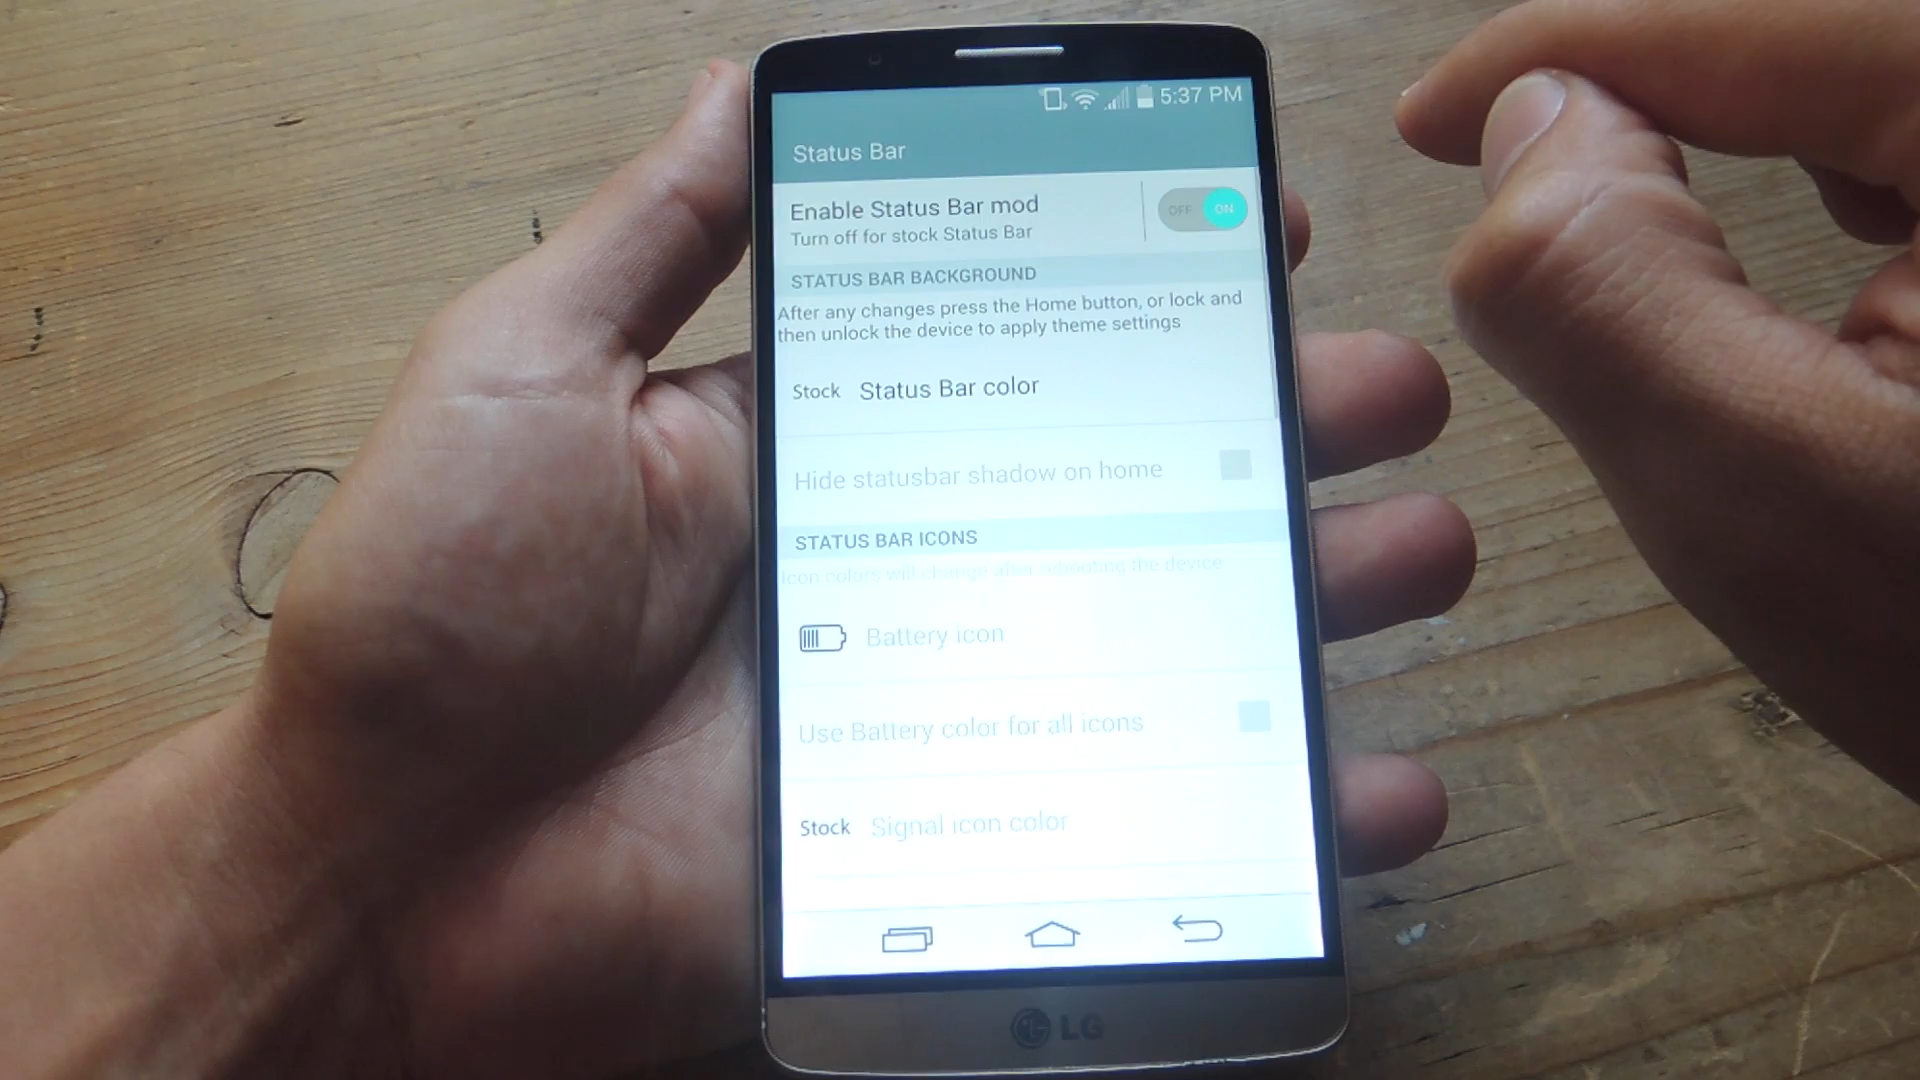 5:37 PM
Status Bar
Enable Status Bar mod
OFF ON
Turn off for stock Status Bar
STATUS BAR BACKGROUND
After any changes press the Home button, or lock and
then unlock the device to apply theme settings
Stock Status Bar color
Hide statusbar shadow on home
STATUS BAR ICONS
Icon colors will change after rebooting the device
Battery icon
Use Battery color for all icons
Stock Signal icon color
LG